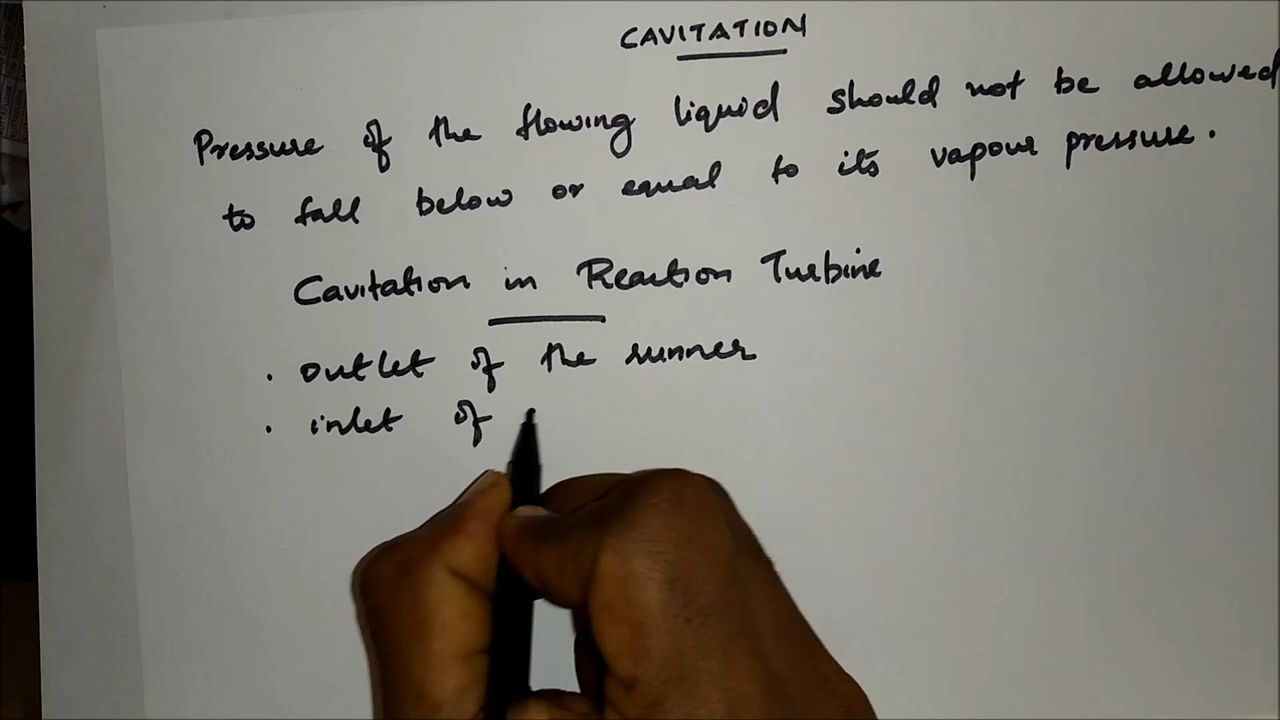 CAVITATION
Pressure of the flowing liquid should not be allowed
to fall below or equal to its vapour pressure.
Cavitation in Reaction Turbine
. outlet of the runner
. inlet of